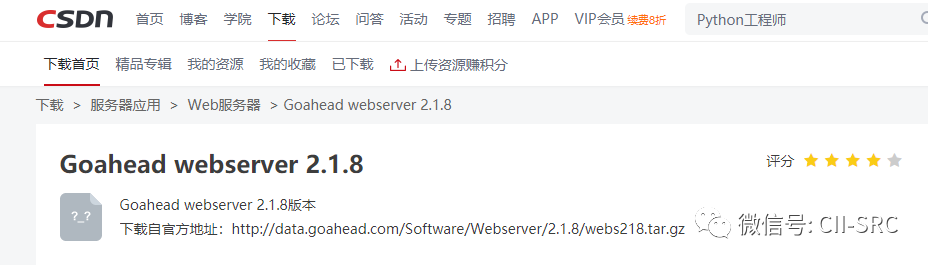 CSDN 首页 博客 学院 下载 论坛 问答 活动 专题 招聘 APP VIP会员 续费8折 Python工程师
下载首页 精品专辑 我的资源 我的收藏 已下载 上传资源赚积分
下载 > 服务器应用 > Web服务器 > Goahead webserver 2.1.8
Goahead webserver 2.1.8 评分
?_?
Goahead webserver 2.1.8版本
下载自官方地址：http://data.goahead.com/Software/Webserver/2.1.8/webs218.tar.gz
微信号: CII-SRC